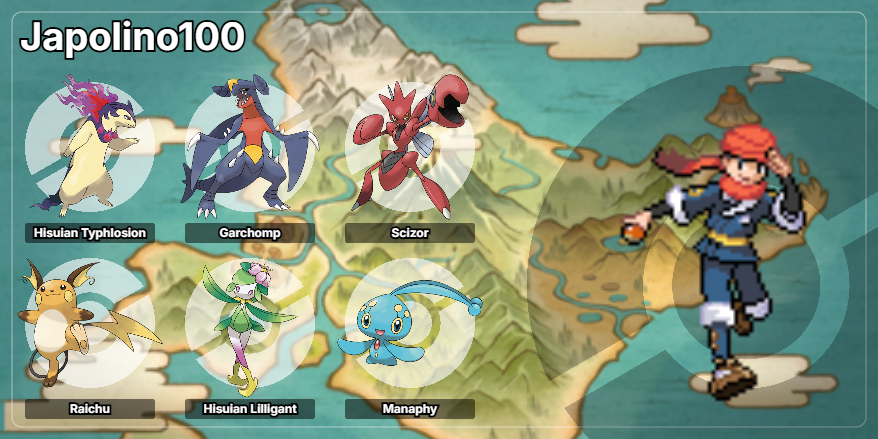 Japolino100
Hisuian Typhlosion
Garchomp
Scizor
Raichu
Hisuian Lilligant
Manaphy